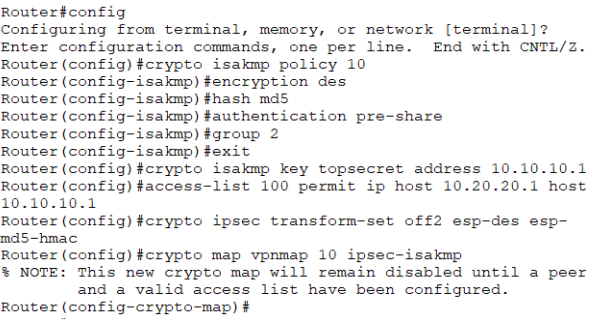 Router#config
Configuring from terminal, memory, or network [terminal]?
Enter configuration commands, one per line.  End with CNTL/Z.
Router(config)#crypto isakmp policy 10
Router(config-isakmp)#encryption des
Router(config-isakmp)#hash md5
Router(config-isakmp)#authentication pre-share
Router(config-isakmp)#group 2
Router(config-isakmp)#exit
Router(config)#crypto isakmp key topsecret address 10.10.10.1
Router(config)#access-list 100 permit ip host 10.20.20.1 host
10.10.10.1
Router(config)#crypto ipsec transform-set off2 esp-des esp-
md5-hmac
Router(config)#crypto map vpnmap 10 ipsec-isakmp
% NOTE: This new crypto map will remain disabled until a peer
        and a valid access list have been configured.
Router(config-crypto-map)#